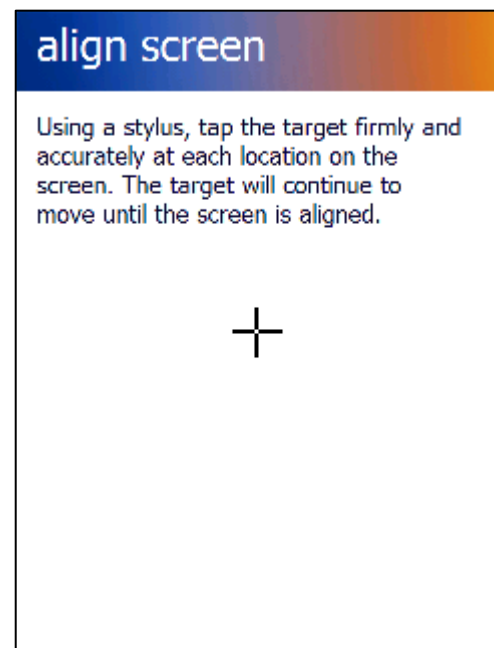 align screen
Using a stylus, tap the target firmly and
accurately at each location on the
screen. The target will continue to
move until the screen is aligned.